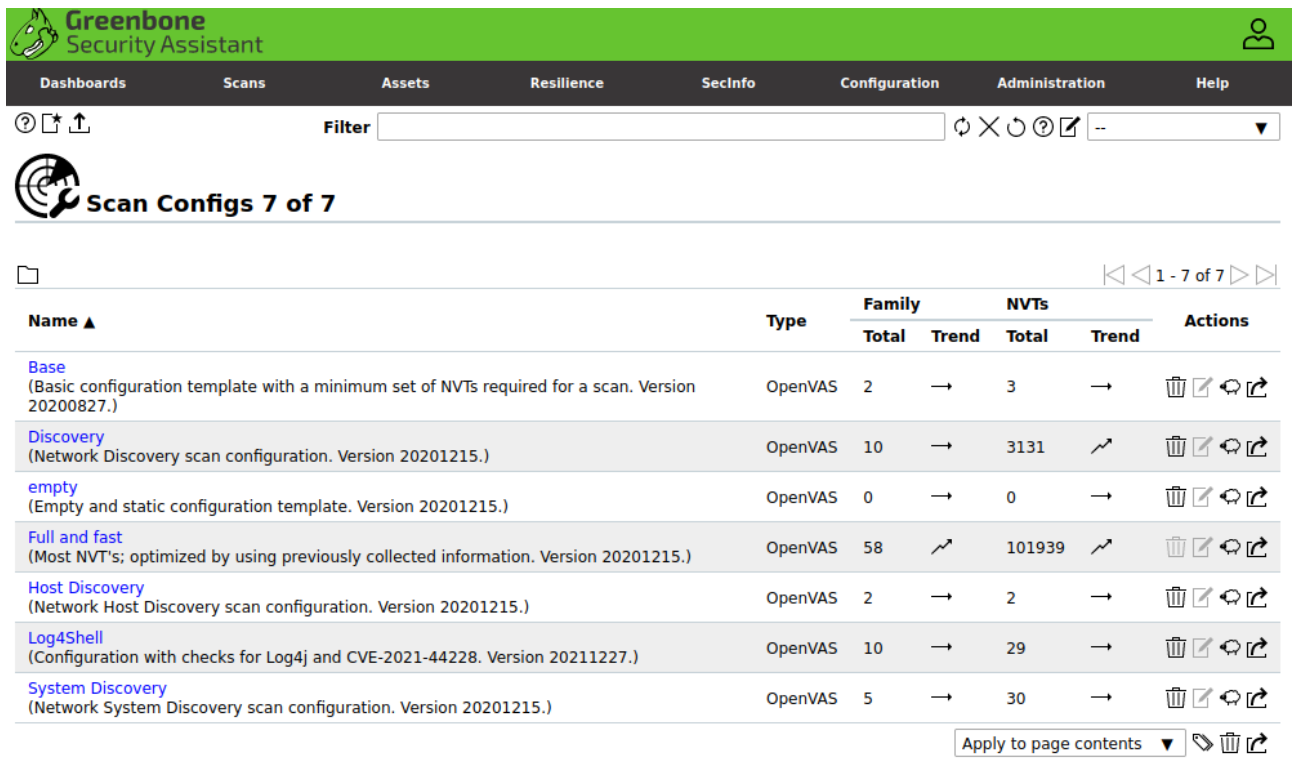 Greenbone
Security Assistant
Dashboards Scans Assets Resilience SecInfo Configuration Administration Help
Filter --
Scan Configs 7 of 7
1 - 7 of 7
Name ▲ Type Family NVTs Actions
Total Trend Total Trend
Base
(Basic configuration template with a minimum set of NVTs required for a scan. Version
20200827.)
OpenVAS 2 3
Discovery
(Network Discovery scan configuration. Version 20201215.)
OpenVAS 10 3131
empty
(Empty and static configuration template. Version 20201215.)
OpenVAS 0 0
Full and fast
(Most NVT's; optimized by using previously collected information. Version 20201215.)
OpenVAS 58 101939
Host Discovery
(Network Host Discovery scan configuration. Version 20201215.)
OpenVAS 2 2
Log4Shell
(Configuration with checks for Log4j and CVE-2021-44228. Version 20211227.)
OpenVAS 10 29
System Discovery
(Network System Discovery scan configuration. Version 20201215.)
OpenVAS 5 30
Apply to page contents